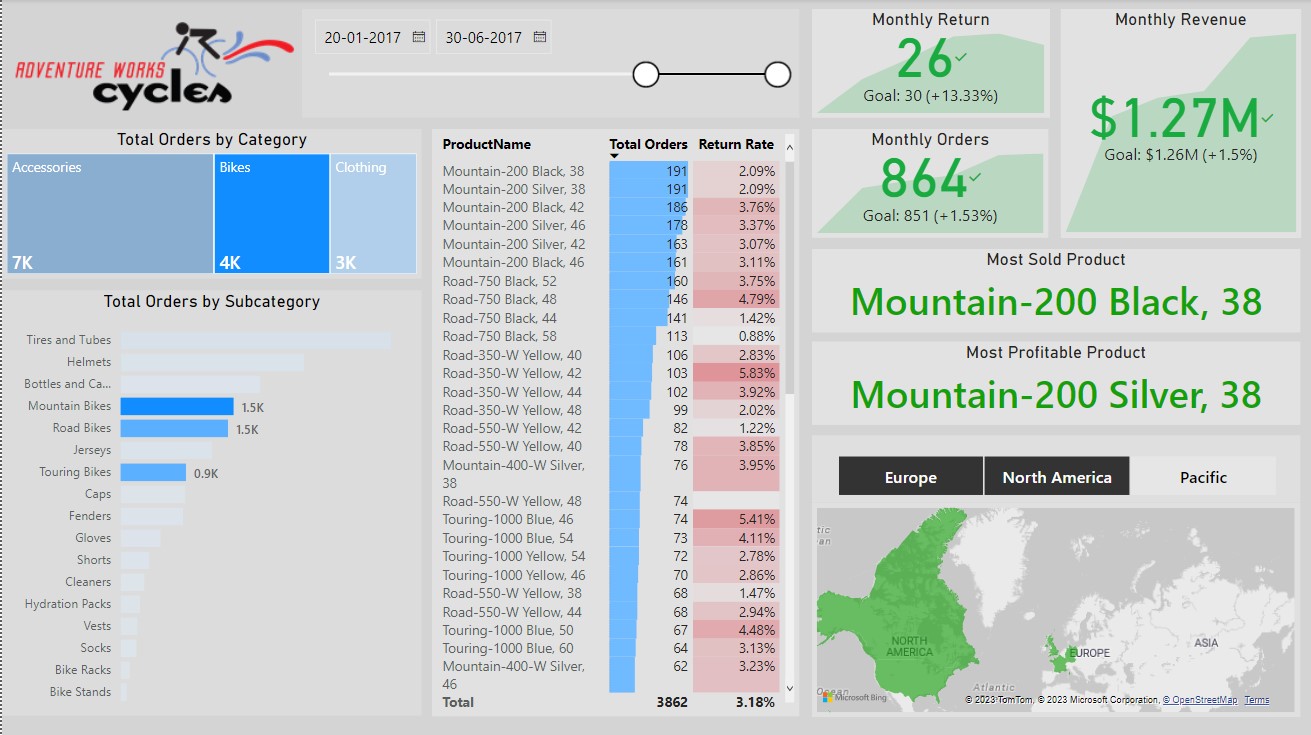 ADVENTURE WORKS
cycles
20-01-2017 30-06-2017
Total Orders by Category
Accessories Bikes Clothing
7K 4K 3K
Total Orders by Subcategory
Tires and Tubes
Helmets
Bottles and Ca...
Mountain Bikes 1.5K
Road Bikes 1.5K
Jerseys
Touring Bikes 0.9K
Caps
Fenders
Gloves
Shorts
Cleaners
Hydration Packs
Vests
Socks
Bike Racks
Bike Stands
ProductName Total Orders Return Rate
Mountain-200 Black, 38 191 2.09%
Mountain-200 Silver, 38 191 2.09%
Mountain-200 Black, 42 186 3.76%
Mountain-200 Silver, 46 178 3.37%
Mountain-200 Silver, 42 163 3.07%
Mountain-200 Black, 46 161 3.11%
Road-750 Black, 52 160 3.75%
Road-750 Black, 48 146 4.79%
Road-750 Black, 44 141 1.42%
Road-750 Black, 58 113 0.88%
Road-350-W Yellow, 40 106 2.83%
Road-350-W Yellow, 42 103 5.83%
Road-350-W Yellow, 44 102 3.92%
Road-350-W Yellow, 48 99 2.02%
Road-550-W Yellow, 42 82 1.22%
Road-550-W Yellow, 40 78 3.85%
Mountain-400-W Silver, 76 3.95%
38
Road-550-W Yellow, 48 74
Touring-1000 Blue, 46 74 5.41%
Touring-1000 Blue, 54 73 4.11%
Touring-1000 Yellow, 54 72 2.78%
Touring-1000 Yellow, 46 70 2.86%
Road-550-W Yellow, 38 68 1.47%
Road-550-W Yellow, 44 68 2.94%
Touring-1000 Blue, 50 67 4.48%
Touring-1000 Blue, 60 64 3.13%
Mountain-400-W Silver, 62 3.23%
46
Total 3862 3.18%
Monthly Return
26
Goal: 30 (+13.33%)
Monthly Orders
864
Goal: 851 (+1.53%)
Monthly Revenue
$1.27M
Goal: $1.26M (+1.5%)
Most Sold Product
Mountain-200 Black, 38
Most Profitable Product
Mountain-200 Silver, 38
Europe North America Pacific
tic
an
NORTH
AMERICA
EUROPE
ASIA
Atlantic
Ocean
Microsoft Bing
© 2023 TomTom, © 2023 Microsoft Corporation, © OpenStreetMap Terms